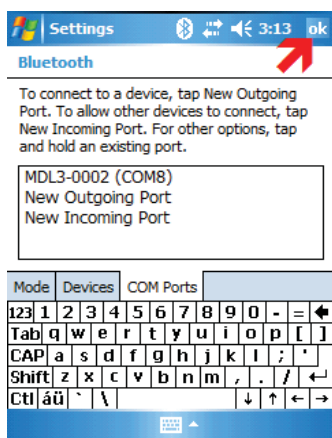 Settings 3:13 ok
Bluetooth
To connect to a device, tap New Outgoing
Port. To allow other devices to connect, tap
New Incoming Port. For other options, tap
and hold an existing port.
MDL3-0002 (COM8)
New Outgoing Port
New Incoming Port
Mode Devices COM Ports
123 1 2 3 4 5 6 7 8 9 0 - =
Tab q w e r t y u i o p [ ]
CAP a s d f g h j k l ; '
Shift z x c v b n m , . /
Ctl áü ` \